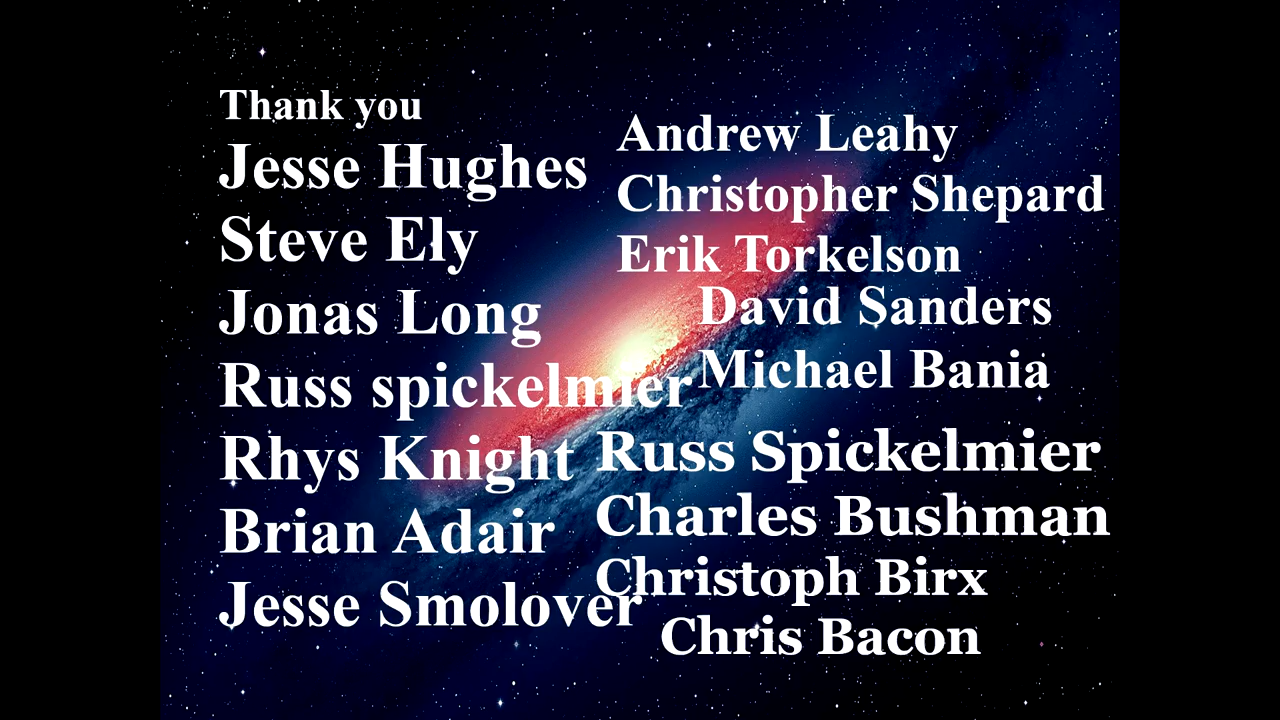 Thank you
Jesse Hughes
Steve Ely
Jonas Long
Russ spickelmier
Rhys Knight
Brian Adair
Jesse Smolover
Andrew Leahy
Christopher Shepard
Erik Torkelson
David Sanders
Michael Bania
Russ Spickelmier
Charles Bushman
Christoph Birx
Chris Bacon